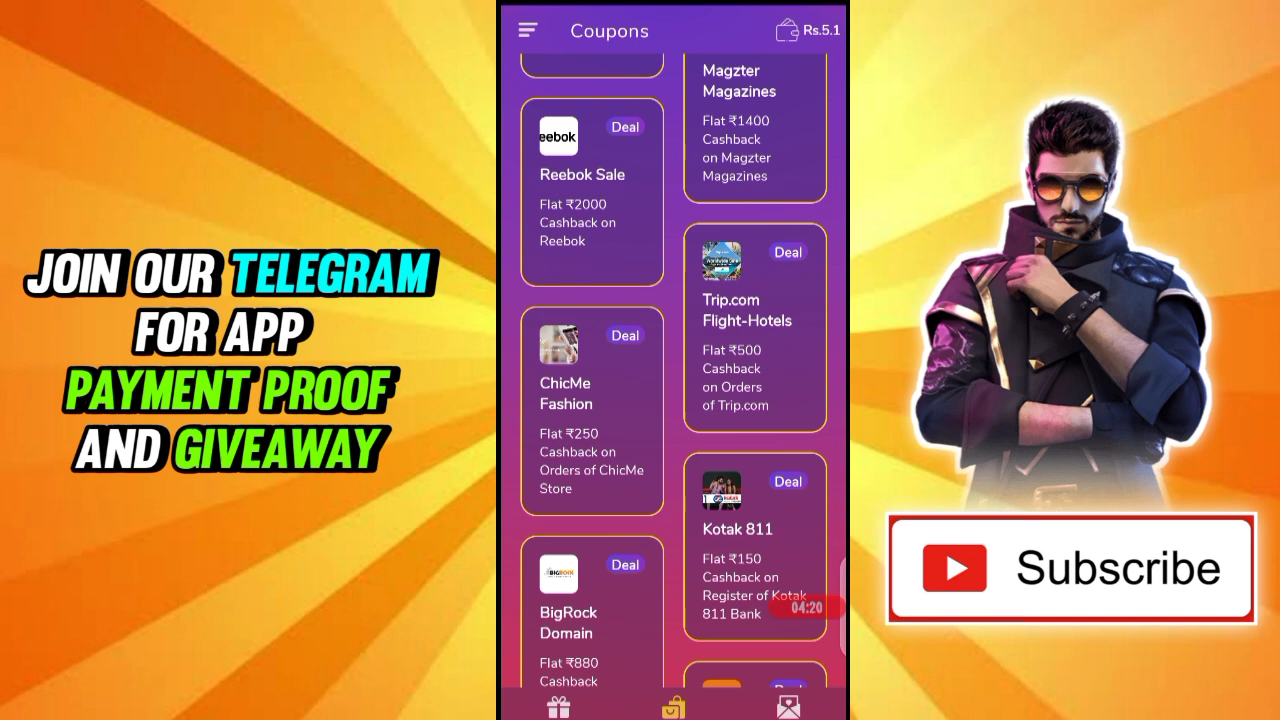 JOIN OUR TELEGRAM
FOR APP
PAYMENT PROOF
AND GIVEAWAY
Coupons
Rs.5.1
eebok
Deal
Reebok Sale
Flat ₹2000
Cashback on
Reebok
Deal
ChicMe
Fashion
Flat ₹250
Cashback on
Orders of ChicMe
Store
BIGROCK
Deal
BigRock
Domain
Flat ₹880
Cashback
Magzter
Magazines
Flat ₹1400
Cashback
on Magzter
Magazines
Deal
Trip.com
Flight-Hotels
Flat ₹500
Cashback
on Orders
of Trip.com
Deal
Kotak 811
Flat ₹150
Cashback on
Register of Kotak
811 Bank
04:20
Subscribe